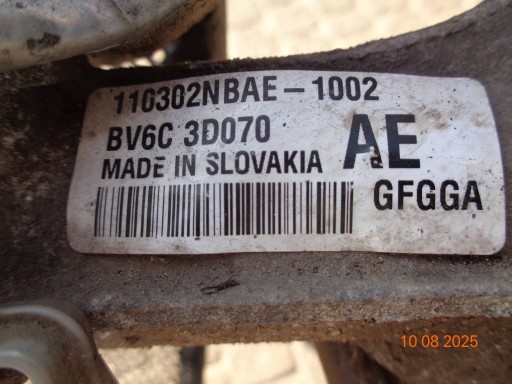 110302NBAE-1002
BV6C 3D070
AE
MADE IN SLOVAKIA
GFGGA
10 08 2025